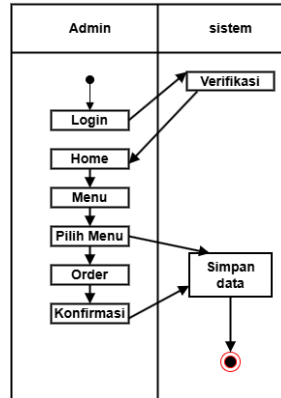 Admin
sistem
Verifikasi
Login
Home
Menu
Pilih Menu
Order
Simpan
data
Konfirmasi